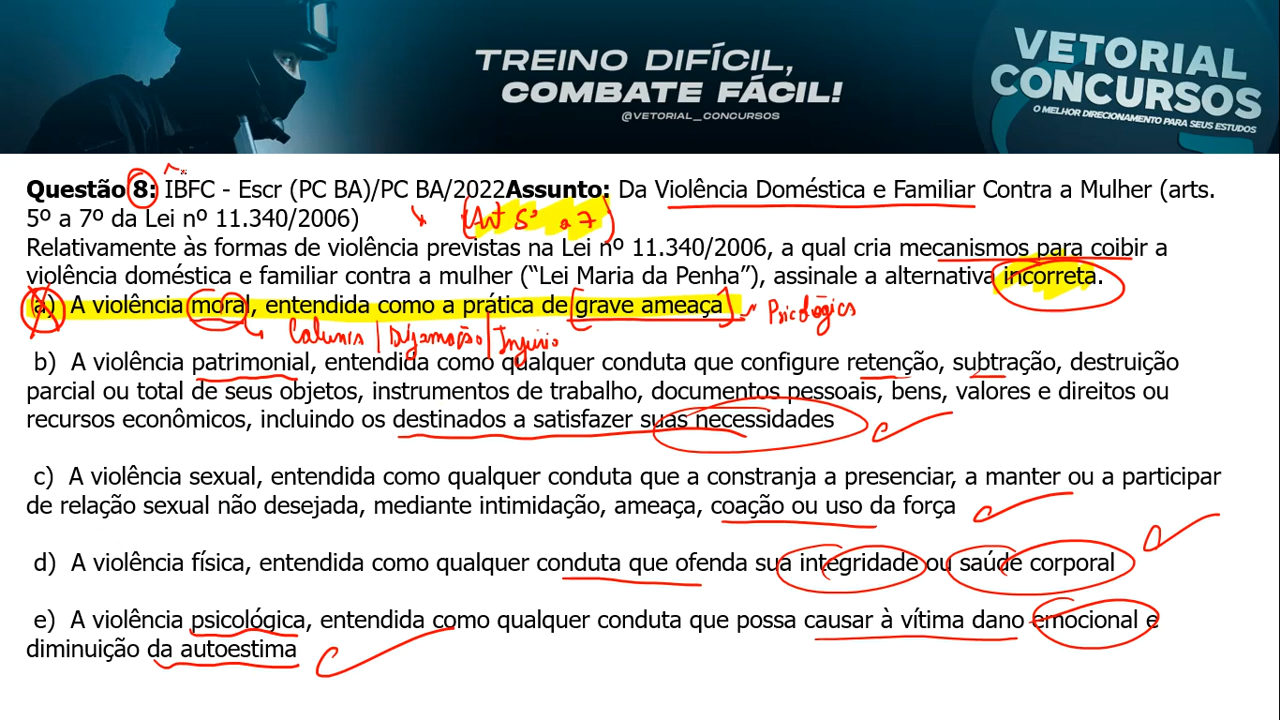 TREINO DIFÍCIL,
COMBATE FÁCIL!
@VETORIAL_CONCURSOS
VETORIAL
CONCURSOS
O MELHOR DIRECIONAMENTO PARA SEUS ESTUDOS
Questão 8: IBFC - Escr (PC BA)/PC BA/2022Assunto: Da Violência Doméstica e Familiar Contra a Mulher (arts.
5º a 7º da Lei nº 11.340/2006)
(Art 5º a 7)
Relativamente às formas de violência previstas na Lei nº 11.340/2006, a qual cria mecanismos para coibir a
violência doméstica e familiar contra a mulher (“Lei Maria da Penha”), assinale a alternativa incorreta.
a) A violência moral, entendida como a prática de grave ameaça
Psicológica
Calunia | Difamação | Injuria
b) A violência patrimonial, entendida como qualquer conduta que configure retenção, subtração, destruição
parcial ou total de seus objetos, instrumentos de trabalho, documentos pessoais, bens, valores e direitos ou
recursos econômicos, incluindo os destinados a satisfazer suas necessidades
c) A violência sexual, entendida como qualquer conduta que a constranja a presenciar, a manter ou a participar
de relação sexual não desejada, mediante intimidação, ameaça, coação ou uso da força
d) A violência física, entendida como qualquer conduta que ofenda sua integridade ou saúde corporal
e) A violência psicológica, entendida como qualquer conduta que possa causar à vítima dano emocional e
diminuição da autoestima